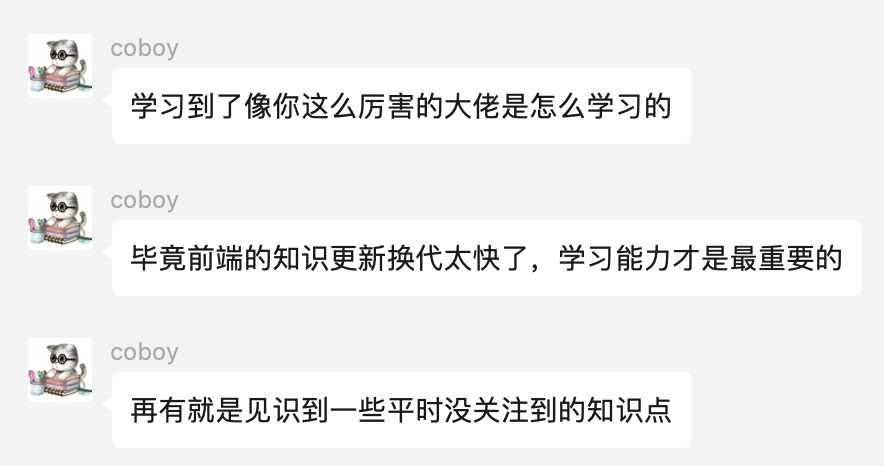 coboy
学习到了像你这么厉害的大佬是怎么学习的
coboy
毕竟前端的知识更新换代太快了，学习能力才是最重要的
coboy
再有就是见识到一些平时没关注到的知识点